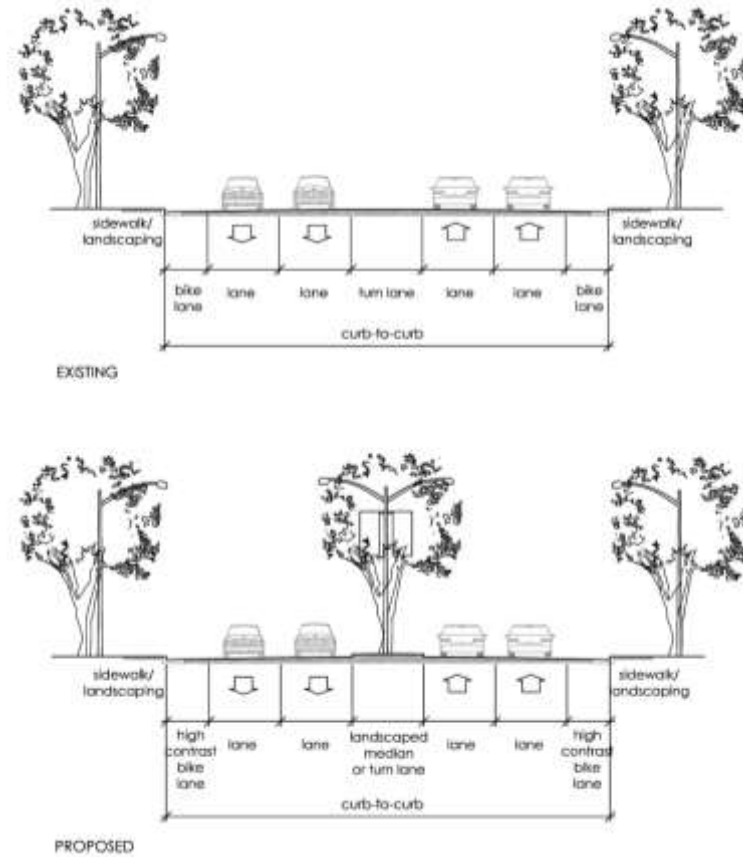 sidewalk/
landscaping
sidewalk/
landscaping
bike
lane
lane
lane
turn lane
lane
lane
bike
lane
curb-to-curb
EXISTING
sidewalk/
landscaping
sidewalk/
landscaping
high
contrast
bike
lane
lane
lane
landscaped
median
or turn lane
lane
lane
high
contrast
bike
lane
curb-to-curb
PROPOSED